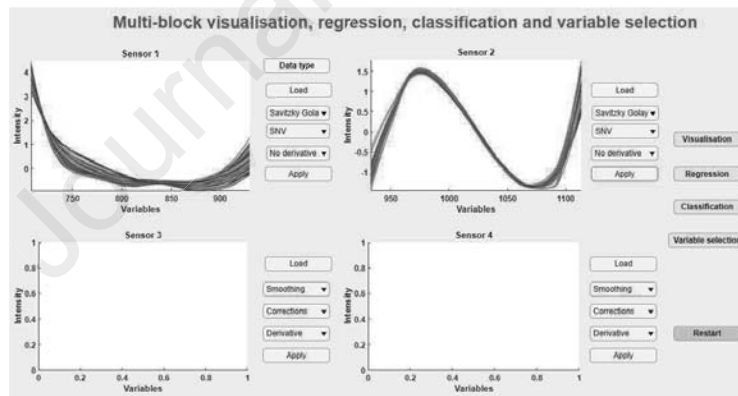 Multi-block visualisation, regression, classification and variable selection
Sensor 1
Intensity
4
3
2
1
0
750
800
850
900
Variables
Data type
Load
Savitzky Gola
SNV
No derivative
Apply
Sensor 2
Intensity
1.5
1
0.5
0
-0.5
-1
950
1000
1050
1100
Variables
Load
Savitzky Golay
SNV
No derivative
Apply
Visualisation
Regression
Classification
Variable selection
Sensor 3
Intensity
1
0.8
0.6
0.4
0.2
0
0
0.2
0.4
0.6
0.8
1
Variables
Load
Smoothing
Corrections
Derivative
Apply
Sensor 4
Intensity
1
0.8
0.6
0.4
0.2
0
0
0.2
0.4
0.6
0.8
1
Variables
Load
Smoothing
Corrections
Derivative
Apply
Restart
Journal